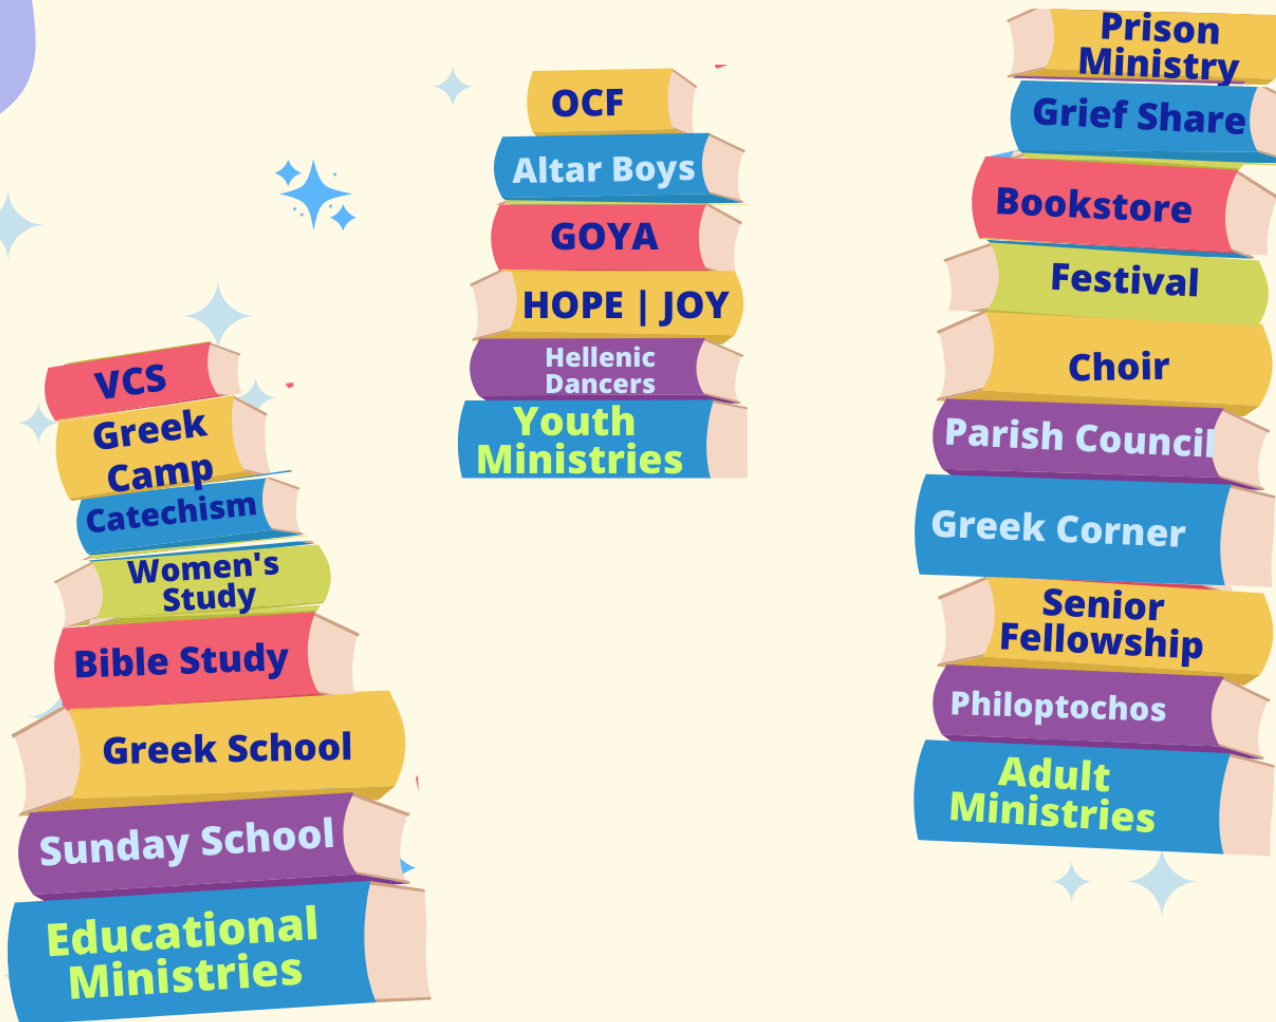 VCS
Greek
Camp
Catechism
Women's
Study
Bible Study
Greek School
Sunday School
Educational
Ministries
OCF
Altar Boys
GOYA
HOPE | JOY
Hellenic
Dancers
Youth
Ministries
Prison
Ministry
Grief Share
Bookstore
Festival
Choir
Parish Council
Greek Corner
Senior
Fellowship
Philoptochos
Adult
Ministries